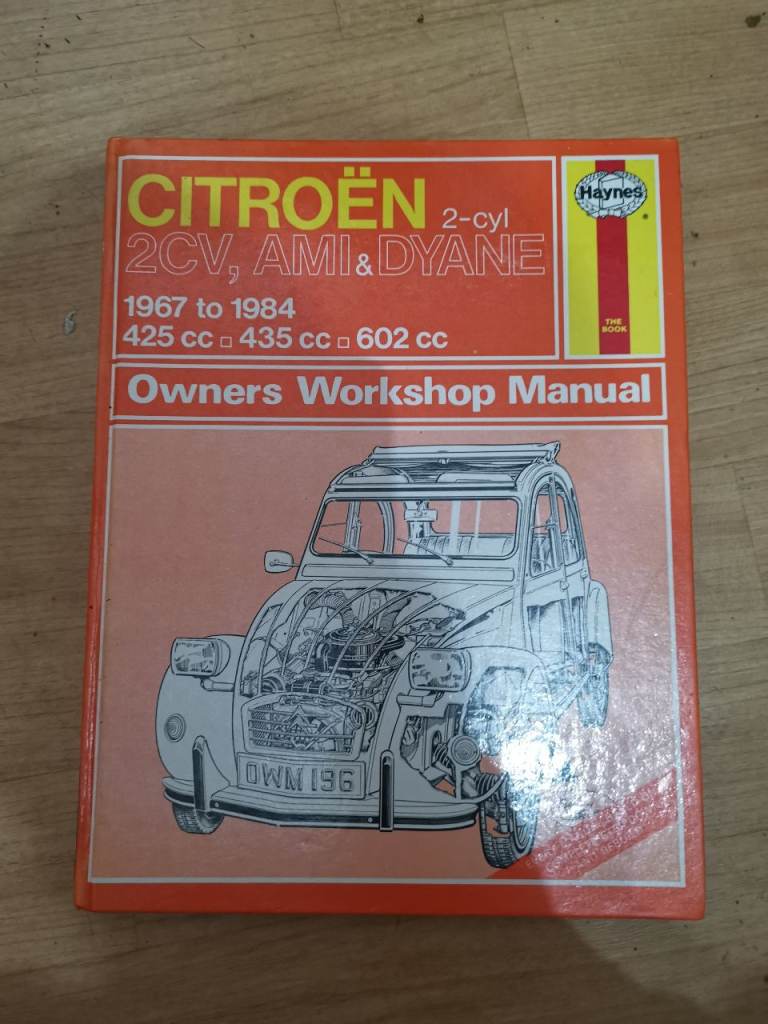 CITROËN 2-cyl
2CV, AMI & DYANE
1967 to 1984
425 cc □ 435 cc □ 602 cc
Haynes
®
THE
BOOK
Owners Workshop Manual
OWM 196